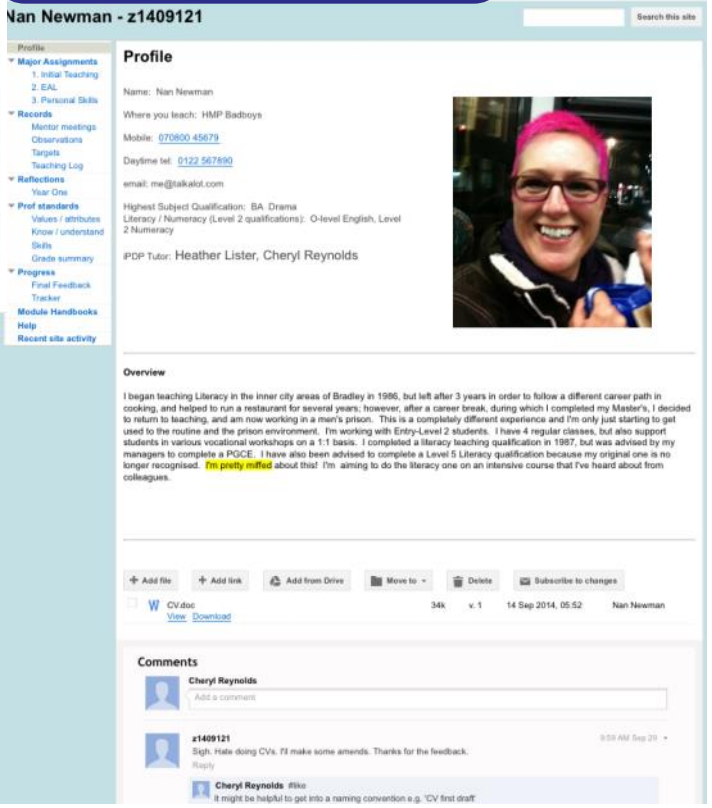 Nan Newman - z1409121
Search this site
Profile
Major Assignments
1. Initial Teaching
2. EAL
3. Personal Skills
Records
Mentor meetings
Observations
Targets
Teaching Log
Reflections
Year One
Prof standards
Values / attributes
Know / understand
Skills
Grade summary
Progress
Final Feedback
Tracker
Module Handbooks
Help
Recent site activity
Profile
Name: Nan Newman
Where you teach: HMP Badboys
Mobile: 070800 45679
Daytime tel: 0122 567890
email: me@talkalot.com
Highest Subject Qualification: BA Drama
Literacy / Numeracy (Level 2 qualifications): O-level English, Level
2 Numeracy
iPDP Tutor: Heather Lister, Cheryl Reynolds
Overview
I began teaching Literacy in the inner city areas of Bradley in 1986, but left after 3 years in order to follow a different career path in
cooking, and helped to run a restaurant for several years; however, after a career break, during which I completed my Master's, I decided
to return to teaching, and am now working in a men's prison. This is a completely different experience and I'm only just starting to get
used to the routine and the prison environment. I'm working with Entry-Level 2 students. I have 4 regular classes, but also support
students in various vocational workshops on a 1:1 basis. I completed a literacy teaching qualification in 1987, but was advised by my
managers to complete a PGCE. I have also been advised to complete a Level 5 Literacy qualification because my original one is no
longer recognised. I'm pretty miffed about this! I'm aiming to do the literacy one on an intensive course that I've heard about from
colleagues.
Add file
Add link
Add from Drive
Move to
Delete
Subscribe to changes
W CV.doc 34k v. 1 14 Sep 2014, 05:52 Nan Newman
View Download
Comments
Cheryl Reynolds
Add a comment
z1409121 9:59 AM Sep 29
Sigh. Hate doing CVs. I'll make some amends. Thanks for the feedback.
Reply
Cheryl Reynolds #like
it might be helpful to get into a naming convention e.g. 'CV first draft'